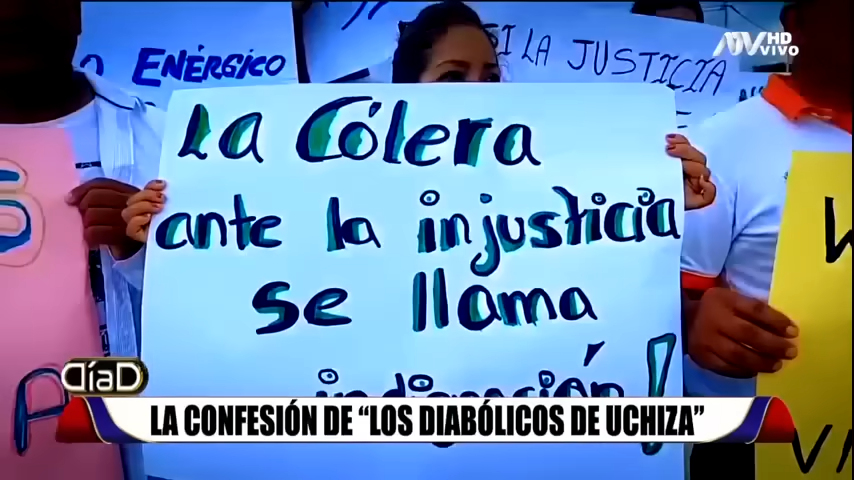 ENÉRGICO
SI LA JUSTICIA
ATV HD
VIVO
La Cólera
ante la injusticia
se llama
indignación!
DíaD
LA CONFESIÓN DE “LOS DIABÓLICOS DE UCHIZA”